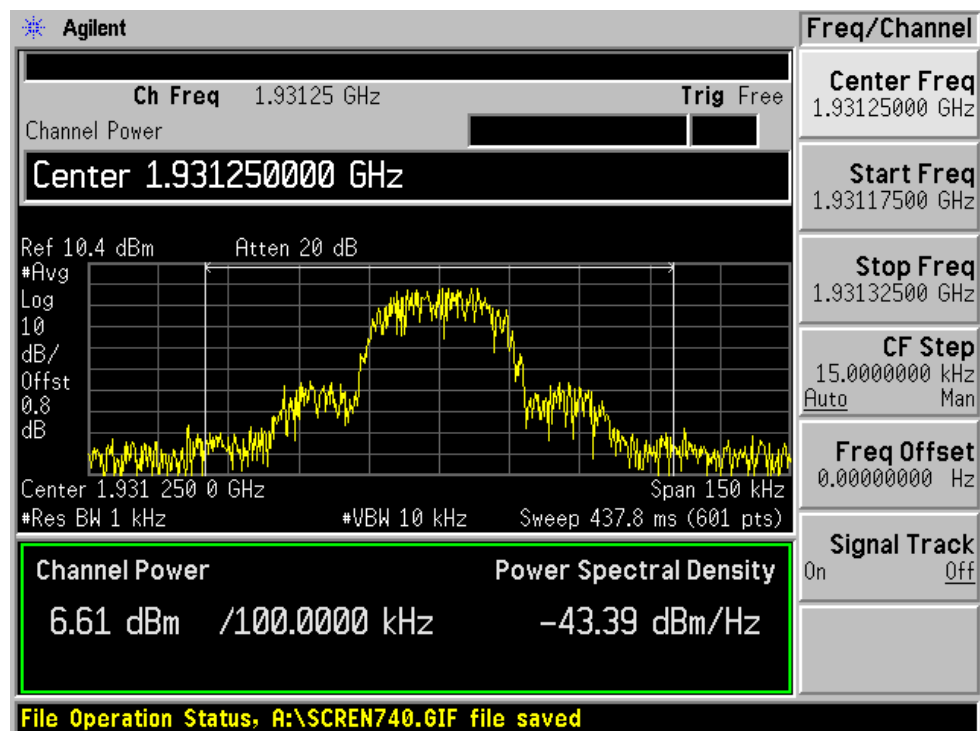 Agilent
Freq/Channel
Ch Freq 1.93125 GHz Trig Free
Channel Power
Center 1.931250000 GHz
Ref 10.4 dBm Atten 20 dB
#Avg
Log
10
dB/
Offst
0.8
dB
Center 1.931 250 0 GHz Span 150 kHz
#Res BW 1 kHz #VBW 10 kHz Sweep 437.8 ms (601 pts)
Channel Power Power Spectral Density
6.61 dBm /100.0000 kHz -43.39 dBm/Hz
File Operation Status, A:\SCREN740.GIF file saved
Center Freq
1.93125000 GHz
Start Freq
1.93117500 GHz
Stop Freq
1.93132500 GHz
CF Step
15.0000000 kHz
Auto Man
Freq Offset
0.00000000 Hz
Signal Track
On Off